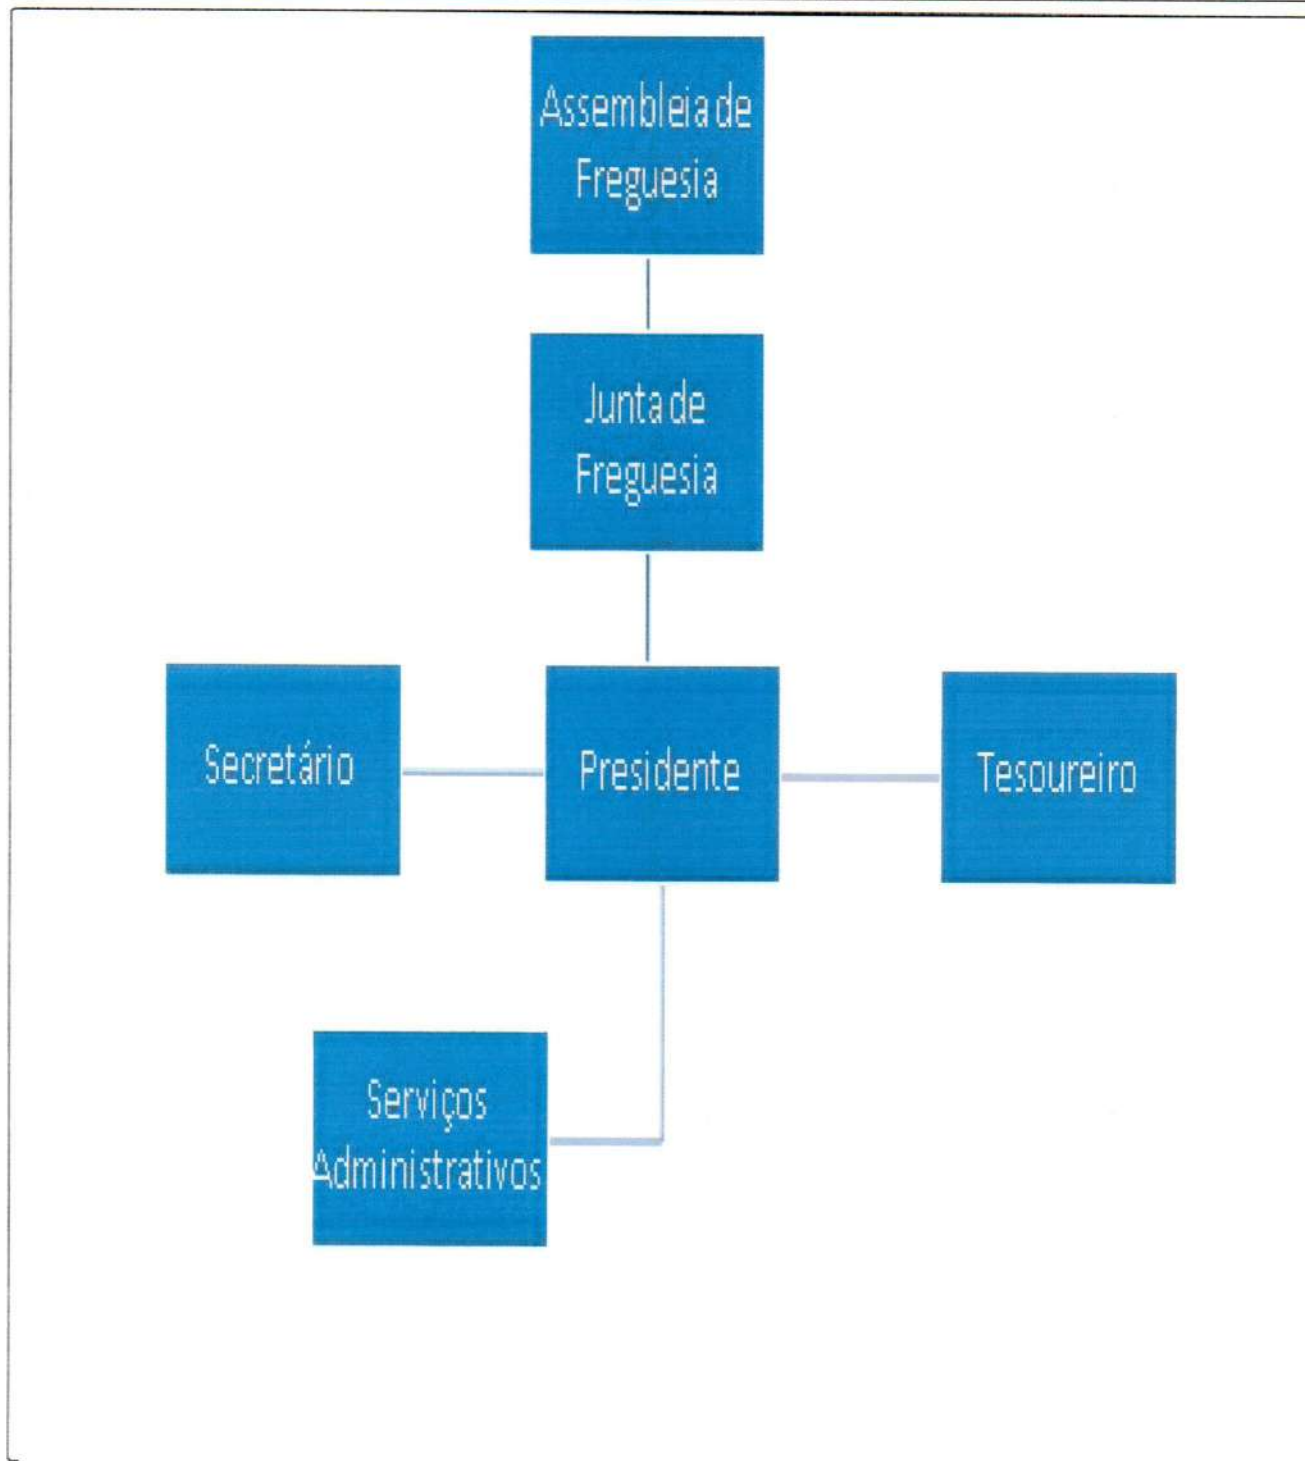 Assembleia de
Freguesia
Junta de
Freguesia
Secretário
Presidente
Tesoureiro
Serviços
Administrativos